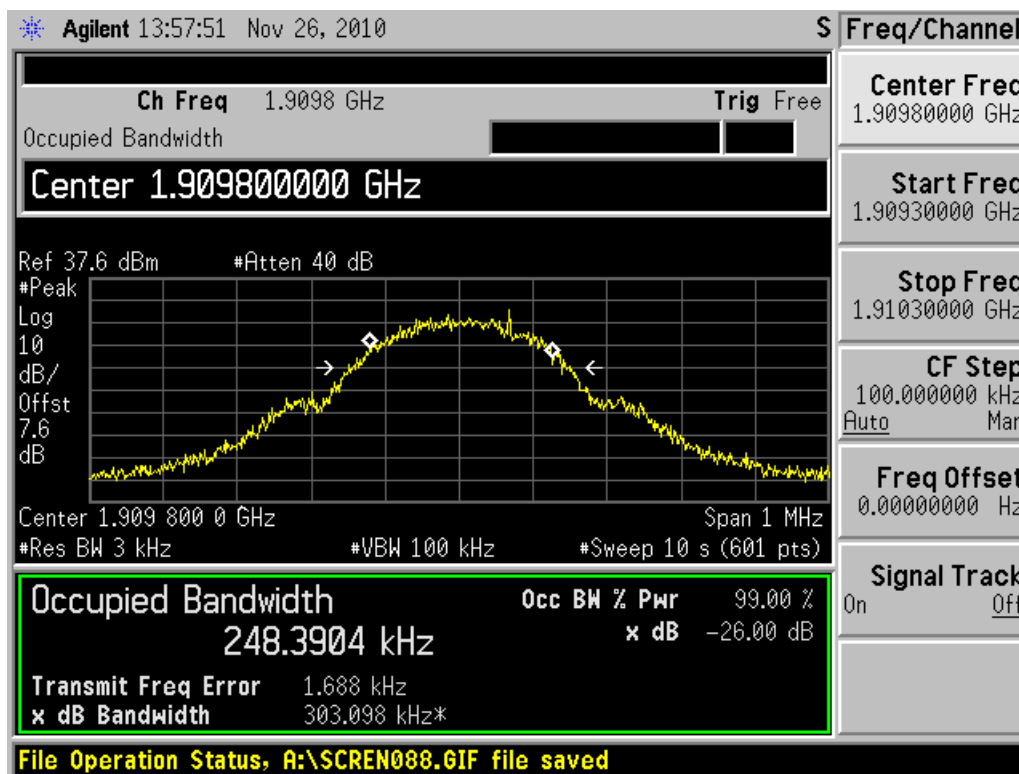 Agilent 13:57:51 Nov 26, 2010 S
Ch Freq 1.9098 GHz Trig Free
Occupied Bandwidth
Center 1.909800000 GHz
Ref 37.6 dBm #Atten 40 dB
#Peak
Log
10
dB/
Offst
7.6
dB
Center 1.909 800 0 GHz Span 1 MHz
#Res BW 3 kHz #VBW 100 kHz #Sweep 10 s (601 pts)
Occupied Bandwidth
248.3904 kHz
Occ BW % Pwr 99.00 %
x dB -26.00 dB
Transmit Freq Error 1.688 kHz
x dB Bandwidth 303.098 kHz*
File Operation Status, A:\SCREN088.GIF file saved
Freq/Channel
Center Freq
1.90980000 GHz
Start Freq
1.90930000 GHz
Stop Freq
1.91030000 GHz
CF Step
100.000000 kHz
Auto Man
Freq Offset
0.00000000 Hz
Signal Track
On Off